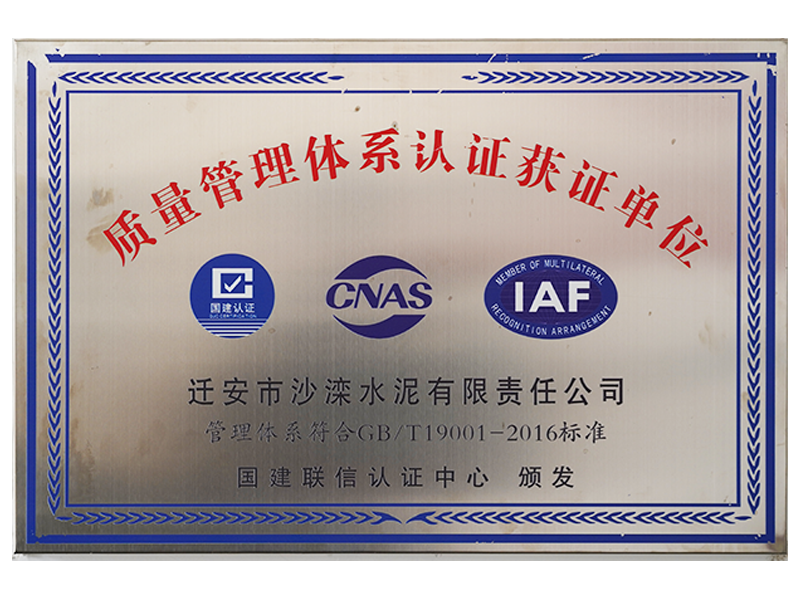 质量管理体系认证获证单位
国建认证
GJC CERTIFICATION
CNAS
MEMBER OF MULTILATERAL
IAF
RECOGNITION ARRANGEMENT
迁安市沙滦水泥有限责任公司
管理体系符合GB/T19001-2016标准
国建联信认证中心 颁发